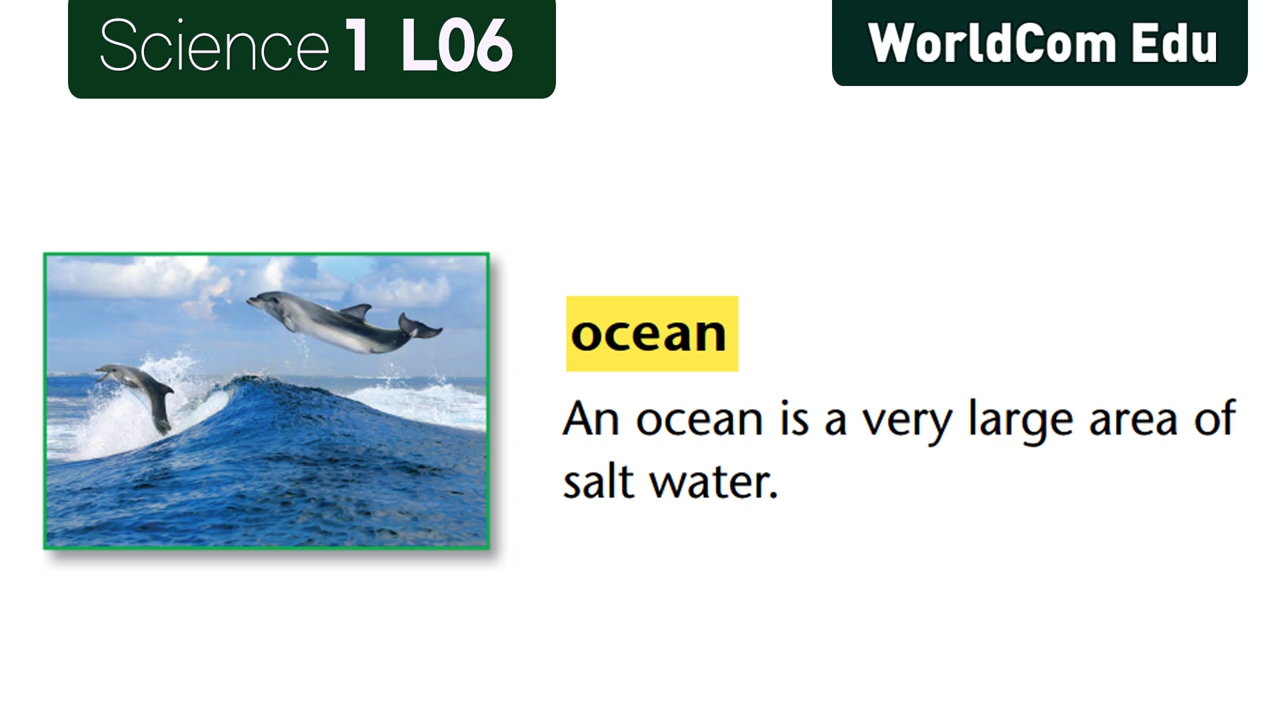 Science 1 L06
WorldCom Edu
ocean
An ocean is a very large area of
salt water.